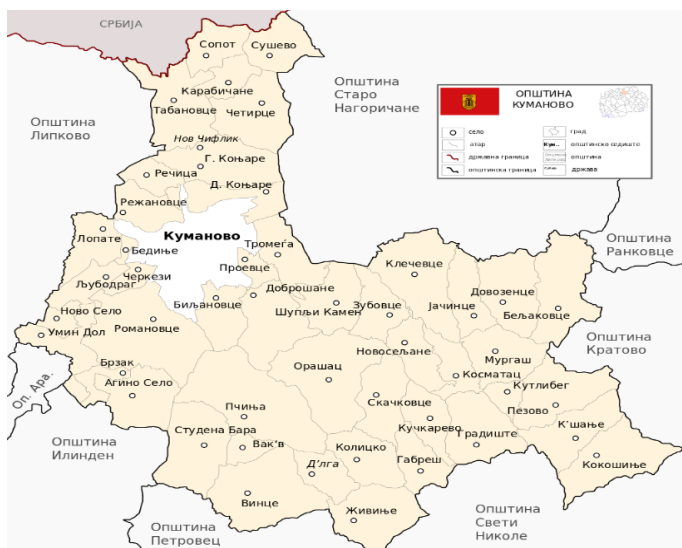 СРБИЈА
Сопот
Сушево
Карабичане
Табановце
Четирце
Општина
Старо
Нагоричане
ОПШТИНА
КУМАНОВО
село
град
атар
Кум..
општинско седиште
државна граница
општина
општинска граница
држава
Општина
Липково
Нов Чифлик
Г. Коњаре
Речица
Д. Коњаре
Режановце
Куманово
Лопате
Бедиње
Тромеѓа
Проевце
Черкези
Љубодраг
Биљановце
Доброшане
Клечевце
Општина
Ранковце
Довозенце
Јачинце
Бељаковце
Шупљи Камен
Зубовце
Ново Село
Умин Дол
Романовце
Новосељане
Мургаш
Општина
Кратово
Оп. Ара.
Брзак
Агино Село
Орашац
Косматац
Кутлибег
Скачковце
Пезово
Пчиња
Кучкарево
Градиште
К'шање
Студена Бара
Вак'в
Колицко
Општина
Илинден
Д'лга
Габреш
Кокошиње
Винце
Живиње
Општина
Петровец
Општина
Свети
Николе